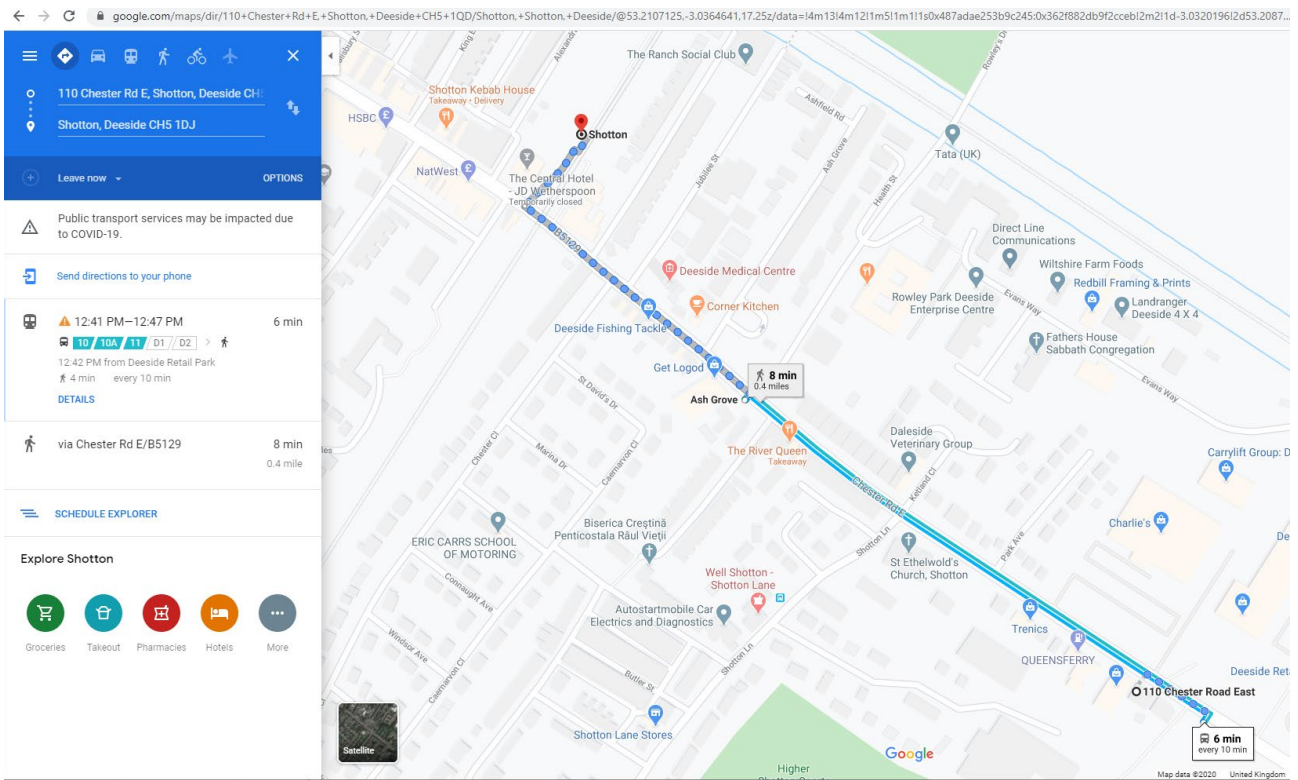 google.com/maps/dir/110+Chester+Rd+E,+Shotton,+Deeside+CH5+1QD/Shotton,+Shotton,+Deeside/@53.2107125,-3.0364641,17.25z/data=!4m13!4m12!1m5!1m1!1s0x487adae253b9c245:0x362f882db9f2cceb!2m2!1d-3.0320196!2d53.2087...
110 Chester Rd E, Shotton, Deeside CH5
Shotton, Deeside CH5 1DJ
Leave now
OPTIONS
Public transport services may be impacted due
to COVID-19.
Send directions to your phone
12:41 PM—12:47 PM
6 min
10 / 10A / 11 / D1 / D2
12:42 PM from Deeside Retail Park
4 min every 10 min
DETAILS
via Chester Rd E/B5129
8 min
0.4 mile
SCHEDULE EXPLORER
Explore Shotton
Groceries
Takeout
Pharmacies
Hotels
More
Satellite
The Ranch Social Club
Rowley's Dr
Shotton Kebab House
Takeaway • Delivery
HSBC
Shotton
Ashfield Rd
Tata (UK)
NatWest
The Central Hotel
- JD Wetherspoon
Temporarily closed
Jubilee St
Ash Grove
Health St
B5129
Direct Line
Communications
Wiltshire Farm Foods
Redbill Framing & Prints
Landranger
Deeside 4 X 4
Deeside Medical Centre
Corner Kitchen
Rowley Park Deeside
Enterprise Centre
Evans Way
Fathers House
Sabbath Congregation
Deeside Fishing Tackle
Get Logod
8 min
0.4 miles
Ash Grove
Evans Way
St David's Dr
Chester Cl
Marina Dr
Caernarvon Cl
The River Queen
Takeaway
Daleside
Veterinary Group
Ketland Cl
Carrylift Group: D
Chester Rd E
Charlie's
De
ERIC CARRS SCHOOL
OF MOTORING
Biserica Creștină
Penticostala Râul Vieții
Shotton Ln
Park Ave
St Ethelwold's
Church, Shotton
Connaught Ave
Well Shotton -
Shotton Lane
Autostartmobile Car
Electrics and Diagnostics
Trenics
QUEENSFERRY
Windsor Ave
Caernarvon Cl
Shotton Ln
Butler St
Deeside Ret
110 Chester Road East
Shotton Lane Stores
6 min
every 10 min
Google
Higher
Map data ©2020 United Kingdom